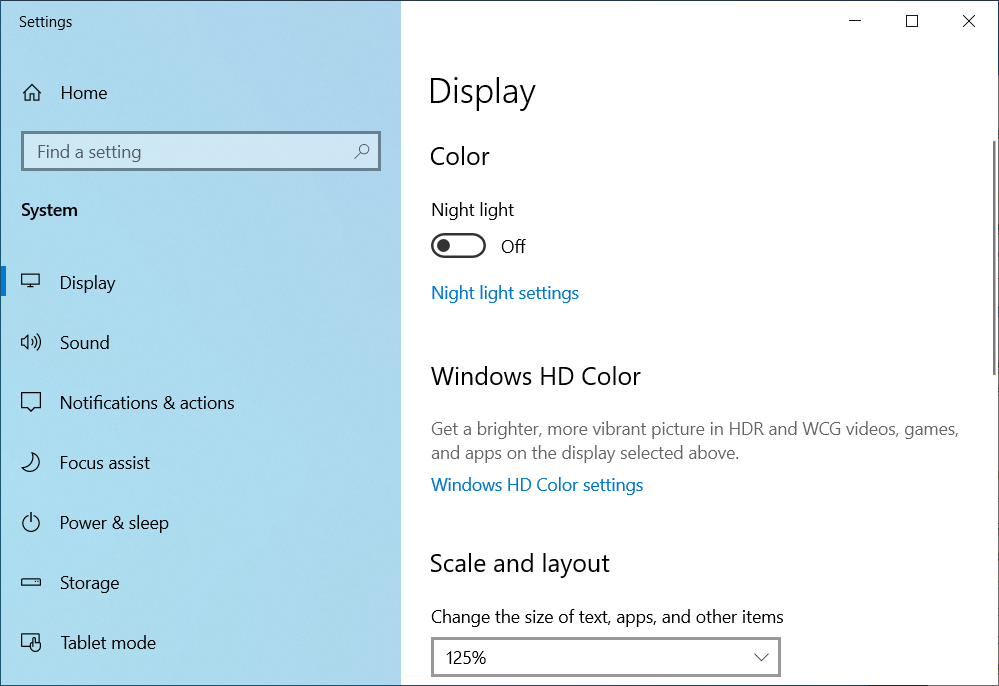 Settings
Home
Find a setting
System
Display
Sound
Notifications & actions
Focus assist
Power & sleep
Storage
Tablet mode
Display
Color
Night light
Off
Night light settings
Windows HD Color
Get a brighter, more vibrant picture in HDR and WCG videos, games,
and apps on the display selected above.
Windows HD Color settings
Scale and layout
Change the size of text, apps, and other items
125%